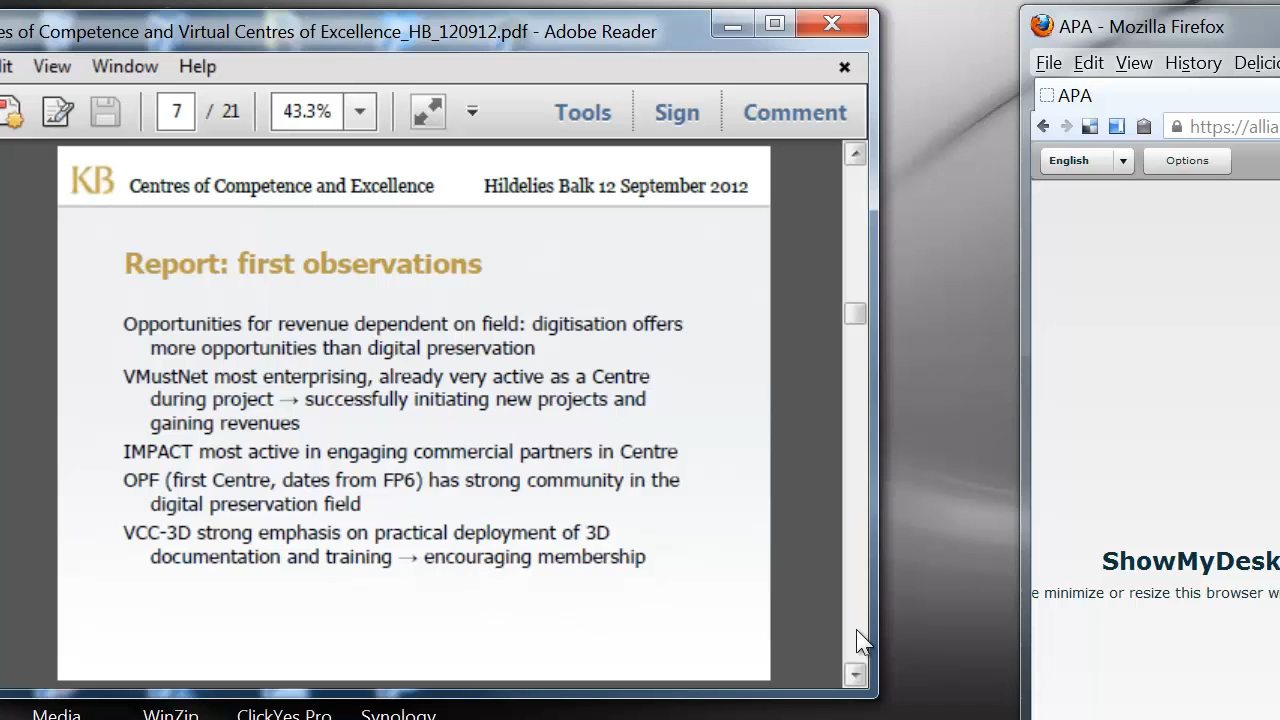 es of Competence and Virtual Centres of Excellence_HB_120912.pdf - Adobe Reader
dit View Window Help
7 / 21 43.3% Tools Sign Comment
KB Centres of Competence and Excellence Hildelies Balk 12 September 2012
Report: first observations
Opportunities for revenue dependent on field: digitisation offers
more opportunities than digital preservation
VMustNet most enterprising, already very active as a Centre
during project → successfully initiating new projects and
gaining revenues
IMPACT most active in engaging commercial partners in Centre
OPF (first Centre, dates from FP6) has strong community in the
digital preservation field
VCC-3D strong emphasis on practical deployment of 3D
documentation and training → encouraging membership
Media WinZip ClickYes Pro Synology
APA - Mozilla Firefox
File Edit View History Delicio
APA
https://allia
English Options
ShowMyDesk
e minimize or resize this browser w